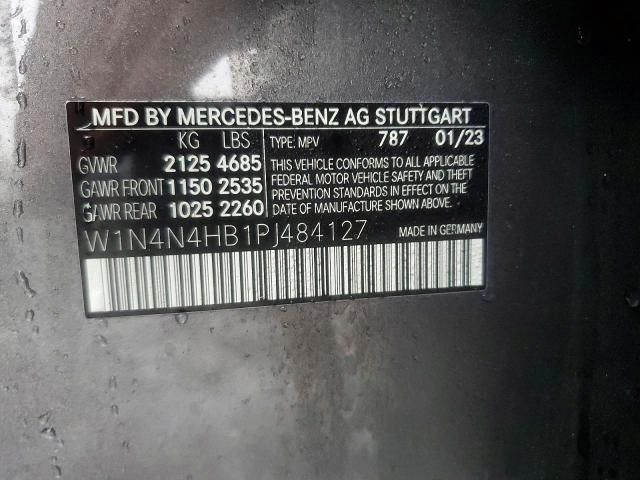 MFD BY MERCEDES-BENZ AG STUTTGART
KG LBS TYPE: MPV 787 01/23
GVWR 2125 4685 THIS VEHICLE CONFORMS TO ALL APPLICABLE
GAWR FRONT 1150 2535 FEDERAL MOTOR VEHICLE SAFETY AND THEFT
PREVENTION STANDARDS IN EFFECT ON THE
GAWR REAR 1025 2260 DATE OF MANUFACTURE SHOWN ABOVE.
W1N4N4HB1PJ484127 MADE IN GERMANY